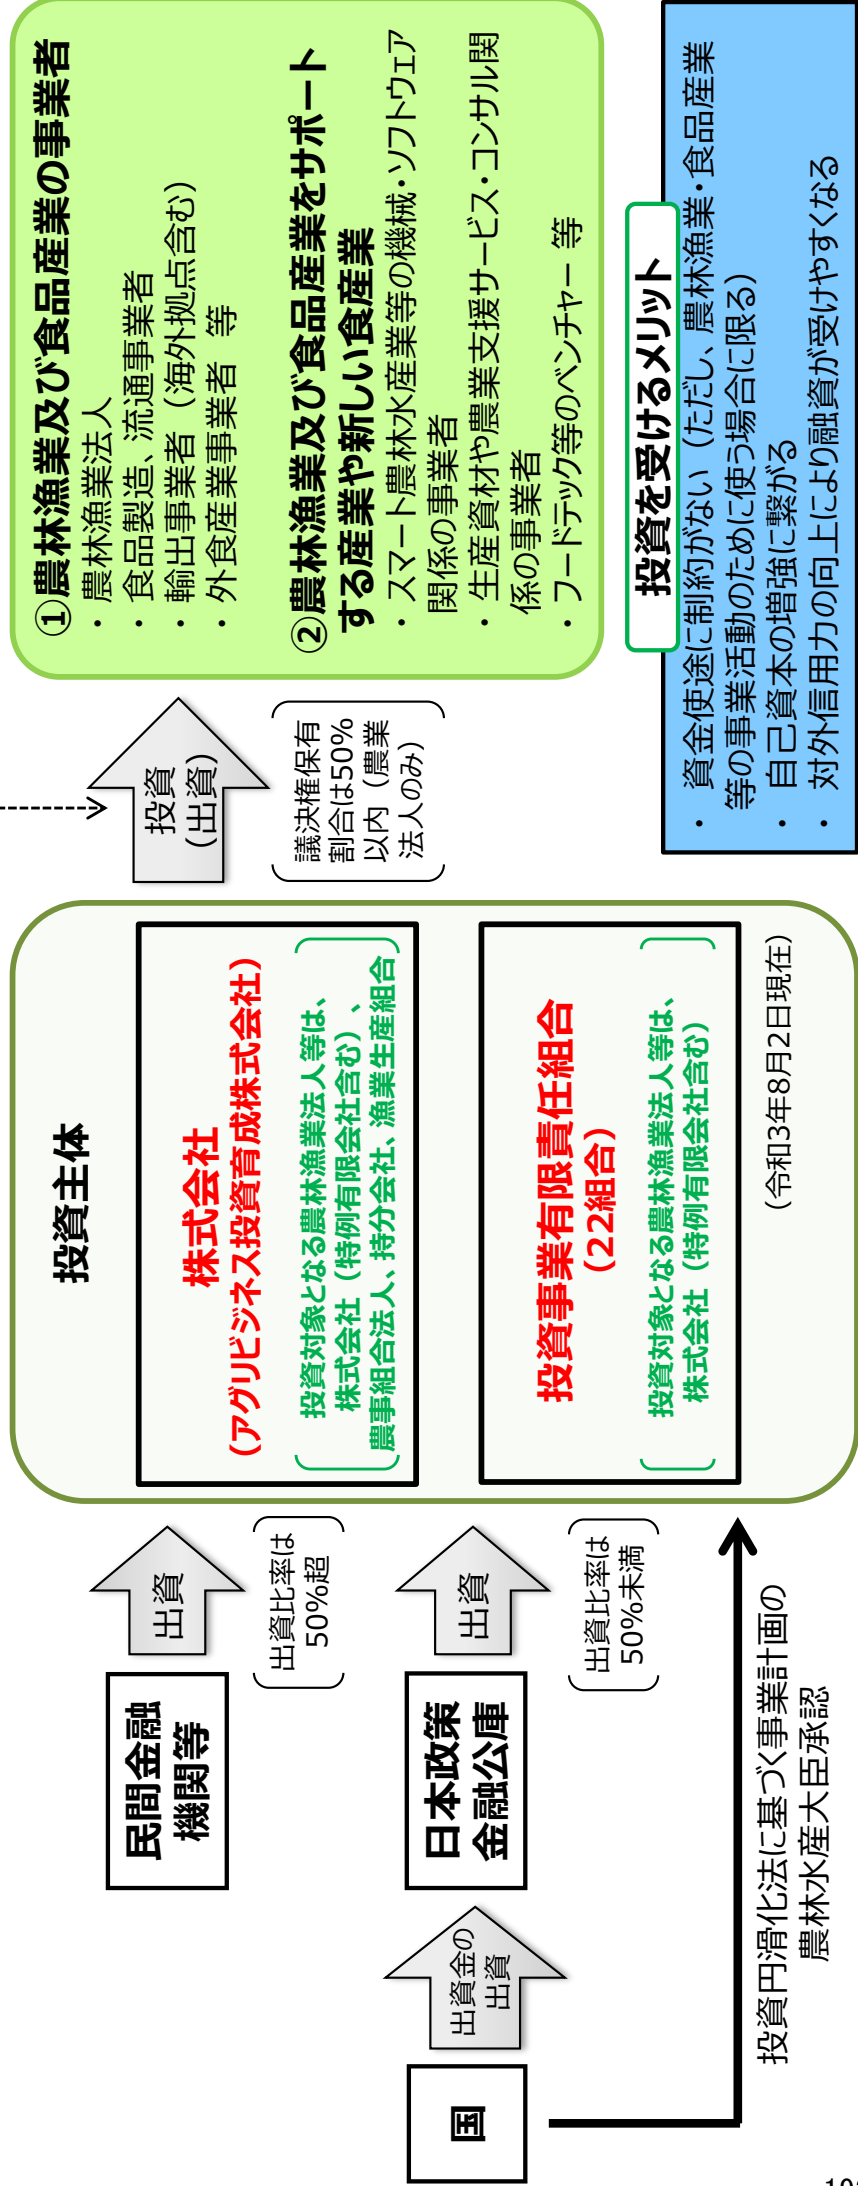 国
出資金の
出資
民間金融
機関等
日本政策
金融公庫
出資
出資比率は
50%超
出資
出資比率は
50%未満
投資円滑化法に基づく事業計画の
農林水産大臣承認
投資主体
株式会社
(アグリビジネス投資育成株式会社)
投資対象となる農林漁業法人等は、
株式会社（特例有限会社含む）、
農事組合法人、持分会社、漁業生産組合
投資事業有限責任組合
(22組合)
投資対象となる農林漁業法人等は、
株式会社（特例有限会社含む）
（令和3年8月2日現在）
投資
(出資)
議決権保有
割合は50%
以内（農業
法人のみ）
①農林漁業及び食品産業の事業者
・農林漁業法人
・食品製造、流通事業者
・輸出事業者（海外拠点含む）
・外食産業事業者 等
②農林漁業及び食品産業をサポート
する産業や新しい食産業
・スマート農林水産業等の機械・ソフトウェア
関係の事業者
・生産資材や農業支援サービス・コンサル関
係の事業者
・フードテック等のベンチャー 等
投資を受けるメリット
・ 資金使途に制約がない（ただし、農林漁業・食品産業
等の事業活動のために使う場合に限る）
・ 自己資本の増強に繋がる
・ 対外信用力の向上により融資が受けやすくなる